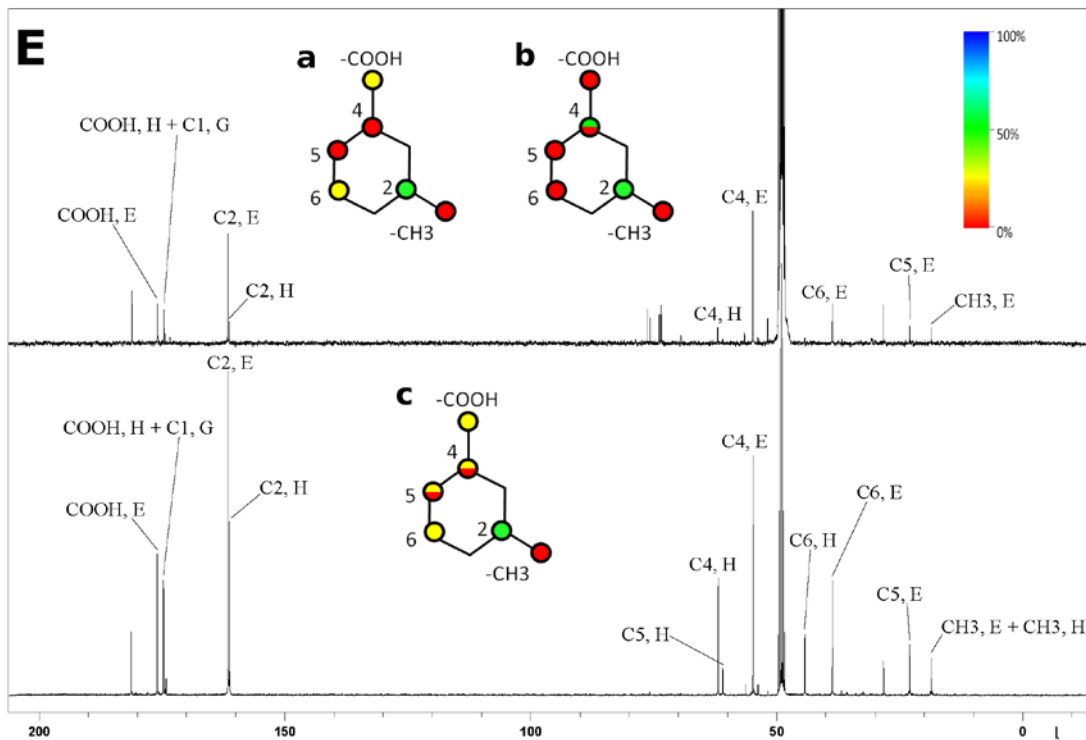 E
a
-COOH
4
5
6
2
-CH3
b
-COOH
4
5
6
2
-CH3
100%
50%
0%
COOH, H + C1, G
COOH, E
C2, E
C2, H
C4, E
C4, H
C6, E
C5, E
CH3, E
C2, E
COOH, H + C1, G
COOH, E
C2, H
c
-COOH
4
5
6
2
-CH3
C4, E
C4, H
C5, H
C6, H
C6, E
C5, E
CH3, E + CH3, H
200 150 100 50 0